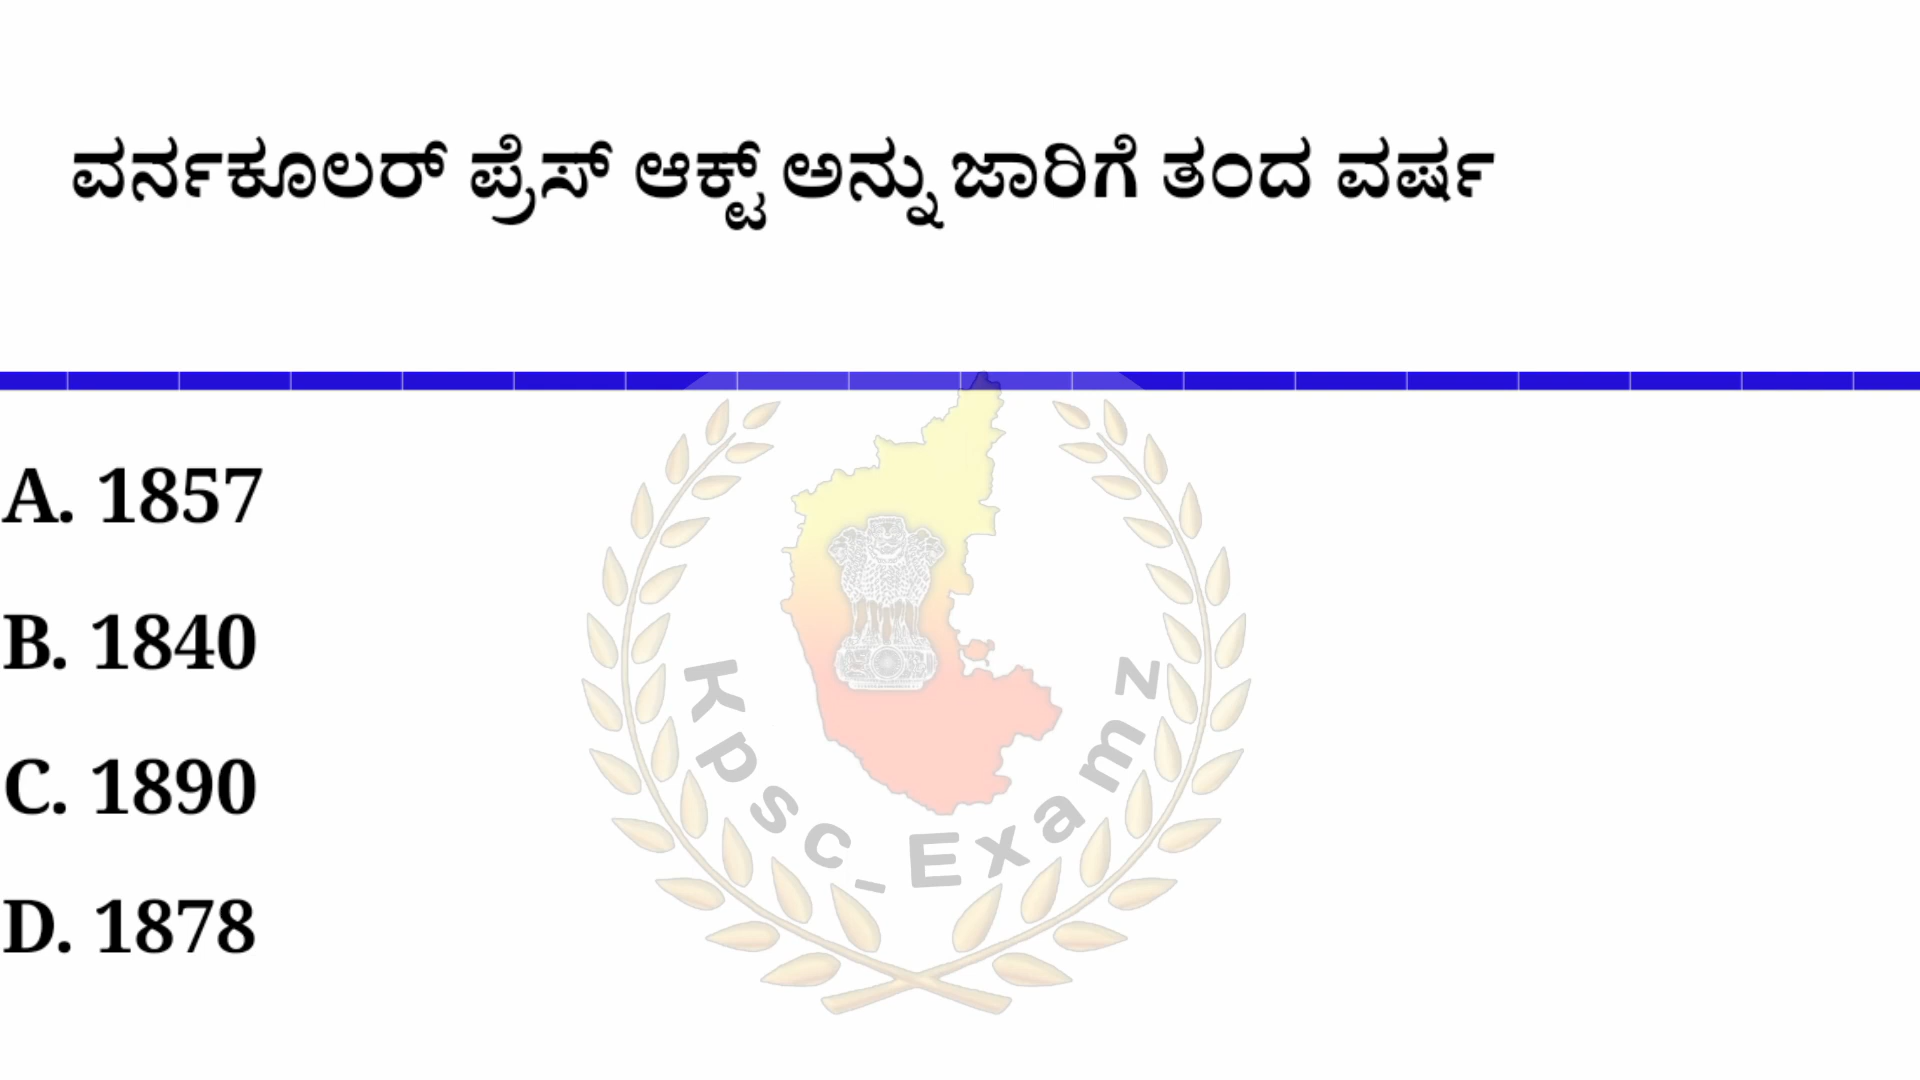 ವರ್ನಕೂಲರ್ ಪ್ರೆಸ್ ಆಕ್ಟ್ ಅನ್ನು ಜಾರಿಗೆ ತಂದ ವರ್ಷ
A. 1857
B. 1840
C. 1890
D. 1878
Kpsc_Examz